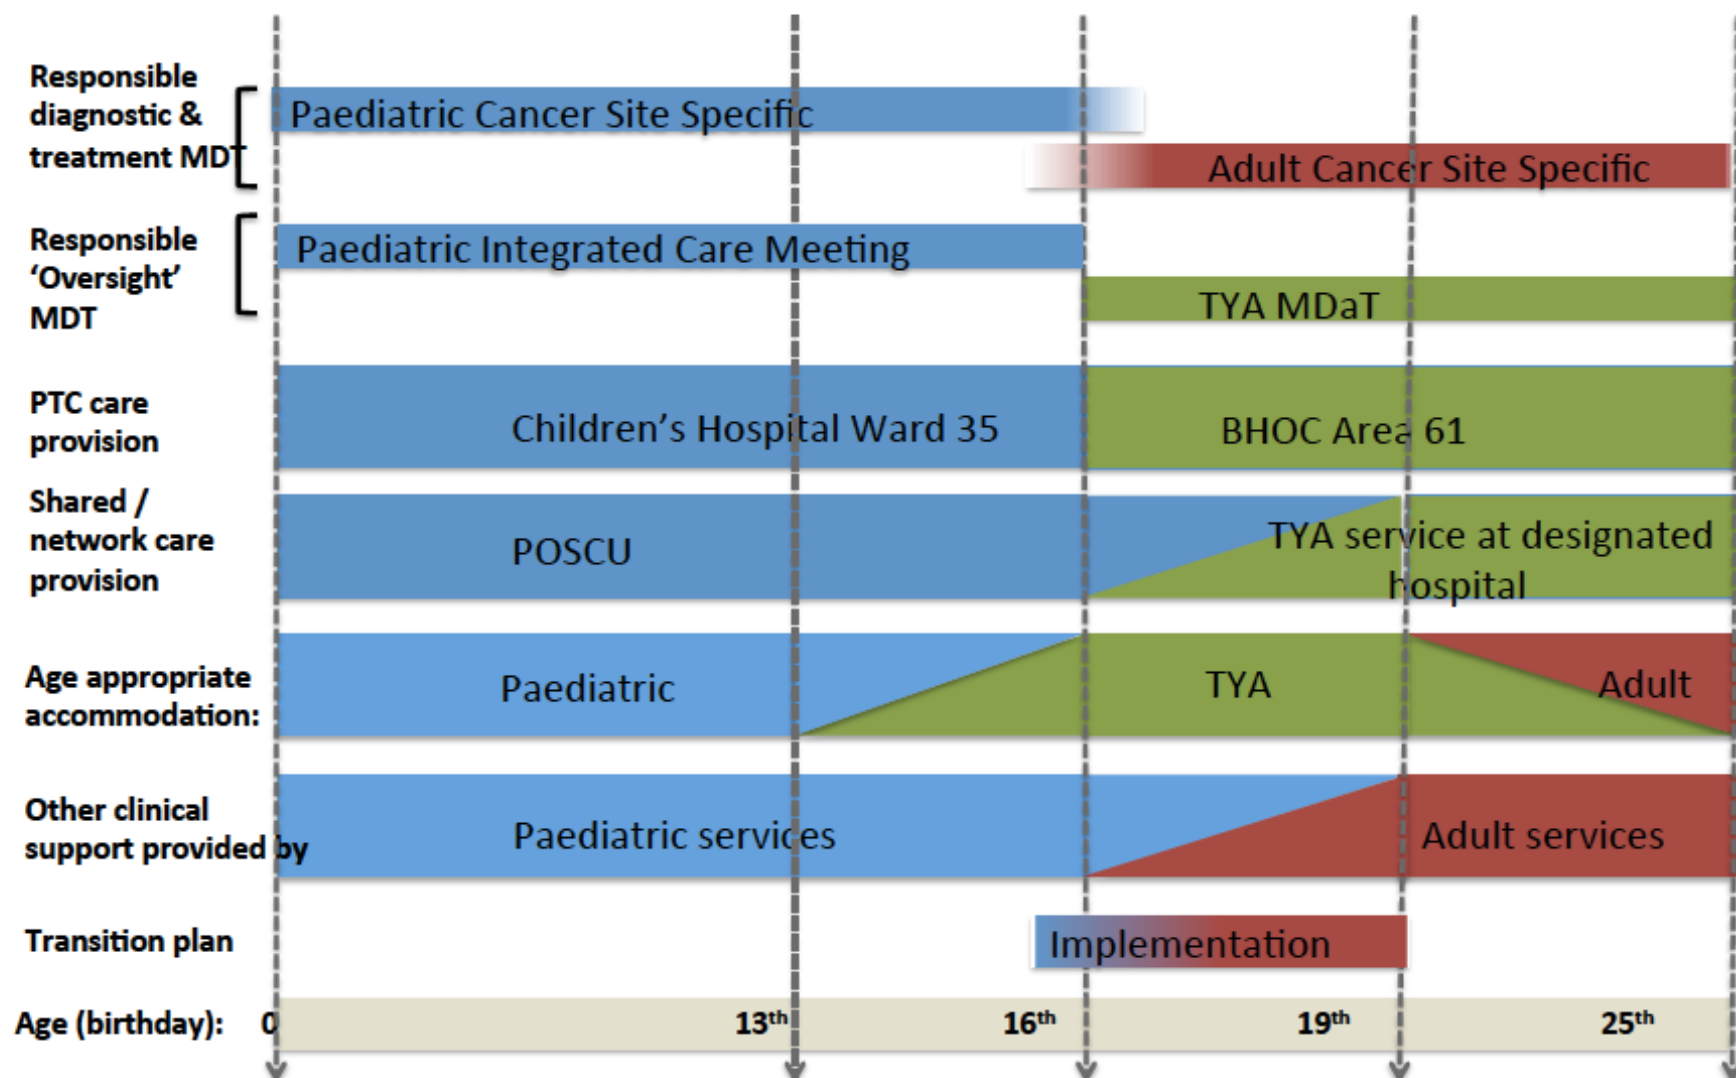 Responsible
diagnostic &
treatment MDT
Paediatric Cancer Site Specific
Adult Cancer Site Specific
Responsible
‘Oversight’
MDT
Paediatric Integrated Care Meeting
TYA MDaT
PTC care
provision
Children’s Hospital Ward 35
BHOC Area 61
Shared /
network care
provision
POSCU
TYA service at designated
hospital
Age appropriate
accommodation:
Paediatric
TYA
Adult
Other clinical
support provided by
Paediatric services
Adult services
Transition plan
Implementation
Age (birthday): 0 13th 16th 19th 25th